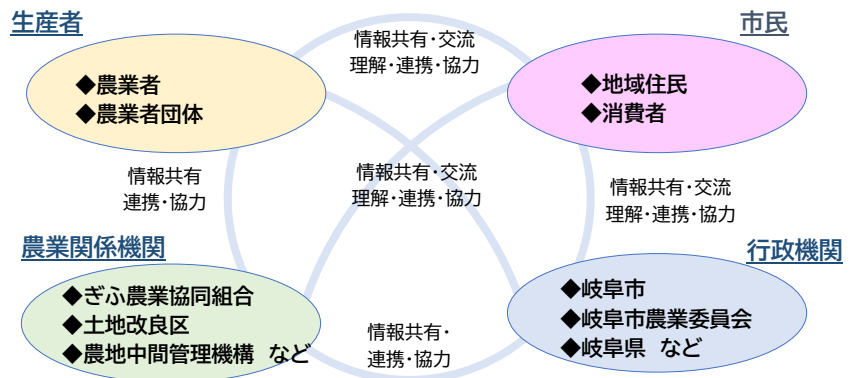 生産者
市民
情報共有・交流
理解・連携・協力
◆農業者
◆農業者団体
◆地域住民
◆消費者
情報共有
連携・協力
情報共有・交流
理解・連携・協力
情報共有・交流
理解・連携・協力
農業関係機関
行政機関
◆ぎふ農業協同組合
◆土地改良区
◆農地中間管理機構 など
◆岐阜市
◆岐阜市農業委員会
◆岐阜県 など
情報共有・
連携・協力